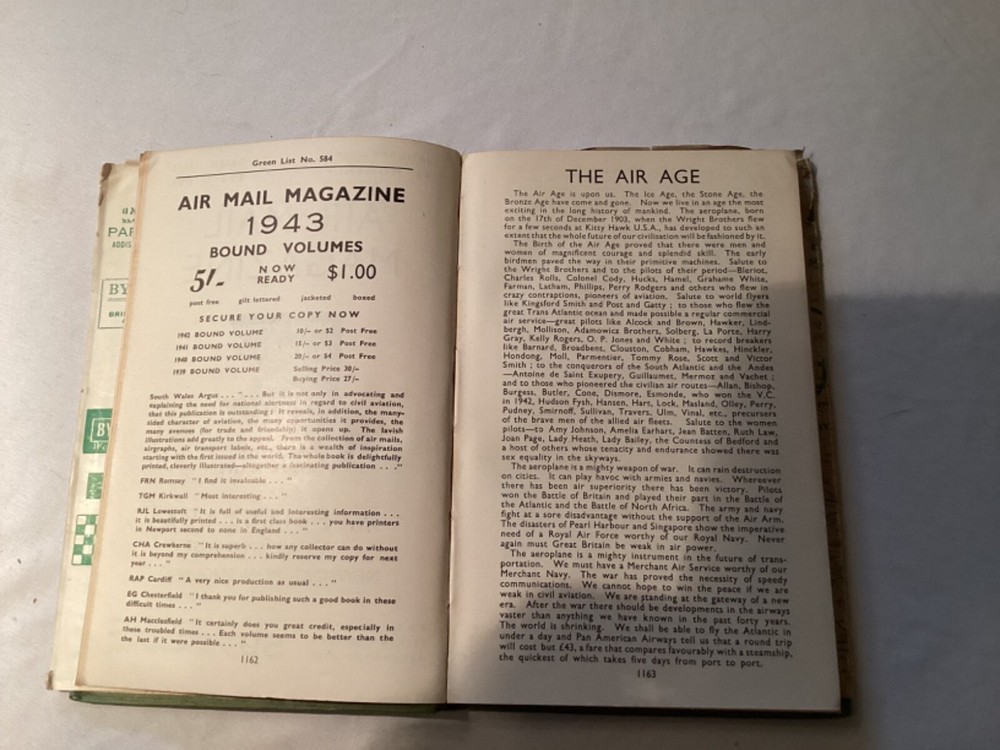 PAR
ADDIS
BY
BRIS
BY
Green List No. 584
AIR MAIL MAGAZINE
1943
BOUND VOLUMES
5/- NOW READY $1.00
post free gilt lettered jacketed boxed
SECURE YOUR COPY NOW
1942 BOUND VOLUME 10/- or $2 Post Free
1941 BOUND VOLUME 15/- or $3 Post Free
1940 BOUND VOLUME 20/- or $4 Post Free
1939 BOUND VOLUME Selling Price 30/-
Buying Price 27/-
South Wales Argus . . . " . . . But it is not only in advocating and
explaining the need for national alertness in regard to civil aviation,
that this publication is outstanding : It reveals, in addition, the many-
sided character of aviation, the many opportunities it provides, the
many avenues (for trade and friendship) it opens up. The lavish
illustrations add greatly to the appeal. From the collection of air mails,
airgraphs, air transport labels, etc., there is a wealth of inspiration
starting with the first issued in the world. The whole book is delightfully
printed, cleverly illustrated—altogether a fascinating publication . . ."
FRN Romsey " I find it invaluable . . . "
TGM Kirkwall " Most interesting . . . "
RJL Lowestoft " It is full of useful and interesting information . . .
it is beautifully printed . . . is a first class book . . . you have printers
in Newport second to none in England . . . "
CHA Crewkerne " It is superb . . . how any collector can do without
it is beyond my comprehension . . . kindly reserve my copy for next
year . . . "
RAP Cardiff " A very nice production as usual . . . "
EG Chesterfield " I thank you for publishing such a good book in these
difficult times . . . "
AH Macclesfield " It certainly does you great credit, especially in
these troubled times . . . Each volume seems to be better than the
the last if it were possible . . . "
1162
THE AIR AGE
The Air Age is upon us. The Ice Age, the Stone Age, the
Bronze Age have come and gone. Now we live in an age the most
exciting in the long history of mankind. The aeroplane, born
on the 17th of December 1903, when the Wright Brothers flew
for a few seconds at Kitty Hawk U.S.A., has developed to such an
extent that the whole future of our civilisation will be fashioned by it.
The Birth of the Air Age proved that there were men and
women of magnificent courage and splendid skill. The early
birdmen paved the way in their primitive machines. Salute to
the Wright Brothers and to the pilots of their period—Bleriot,
Charles Rolls, Colonel Cody, Hucks, Hamel, Grahame White,
Farman, Latham, Phillips, Perry Rodgers and others who flew in
crazy contraptions, pioneers of aviation. Salute to world flyers
like Kingsford Smith and Post and Gatty ; to those who flew the
great Trans Atlantic ocean and made possible a regular commercial
air service—great pilots like Alcock and Brown, Hawker, Lind-
bergh, Mollison, Adamowicz Brothers, Solberg, La Porte, Harry
Gray, Kelly Rogers, O. P. Jones and White ; to record breakers
like Barnard, Broadbent, Clouston, Cobham, Hawkes, Hinckler,
Hondong, Moll, Parmentier, Tommy Rose, Scott and Victor
Smith ; to the conquerors of the South Atlantic and the Andes
—Antoine de Saint Exupery, Guillaumet, Mermoz and Vachet ;
and to those who pioneered the civilian air routes—Allan, Bishop,
Burgess, Butler, Cone, Dismore, Esmonde, who won the V.C.
in 1942, Hudson Fysh, Hansen, Hart, Lock, Masland, Olley, Perry,
Pudney, Smirnoff, Sullivan, Travers, Ulm, Vinal, etc., precursers
of the brave men of the allied air fleets. Salute to the women
pilots—to Amy Johnson, Amelia Earhart, Jean Batten, Ruth Law,
Joan Page, Lady Heath, Lady Bailey, the Countess of Bedford and
a host of others whose tenacity and endurance showed there was
sex equality in the skyways.
The aeroplane is a mighty weapon of war. It can rain destruction
on cities. It can play havoc with armies and navies. Whereever
there has been air superiority there has been victory. Pilots
won the Battle of Britain and played their part in the Battle of
the Atlantic and the Battle of North Africa. The army and navy
fight at a sore disadvantage without the support of the Air Arm.
The disasters of Pearl Harbour and Singapore show the imperative
need of a Royal Air Force worthy of our Royal Navy. Never
again must Great Britain be weak in air power.
The aeroplane is a mighty instrument in the future of trans-
portation. We must have a Merchant Air Service worthy of our
Merchant Navy. The war has proved the necessity of speedy
communications. We cannot hope to win the peace if we are
weak in civil aviation. We are standing at the gateway of a new
era. After the war there should be developments in the airways
vaster than anything we have known in the past forty years.
The world is shrinking. We shall be able to fly the Atlantic in
under a day and Pan American Airways tell us that a round trip
will cost but £43, a fare that compares favourably with a steamship,
the quickest of which takes five days from port to port.
1163